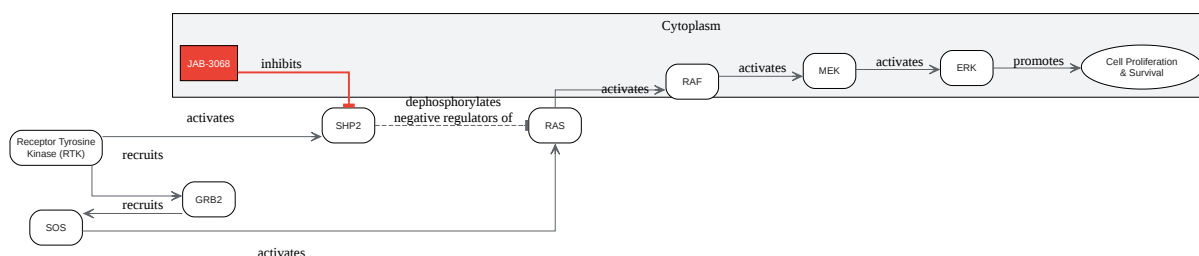 Cytoplasm
JAB-3068
inhibits
activates
RAF
activates
MEK
activates
ERK
promotes
Cell Proliferation
& Survival
activates
SHP2
dephosphorylates
negative regulators of
RAS
Receptor Tyrosine
Kinase (RTK)
recruits
GRB2
recruits
SOS
activates